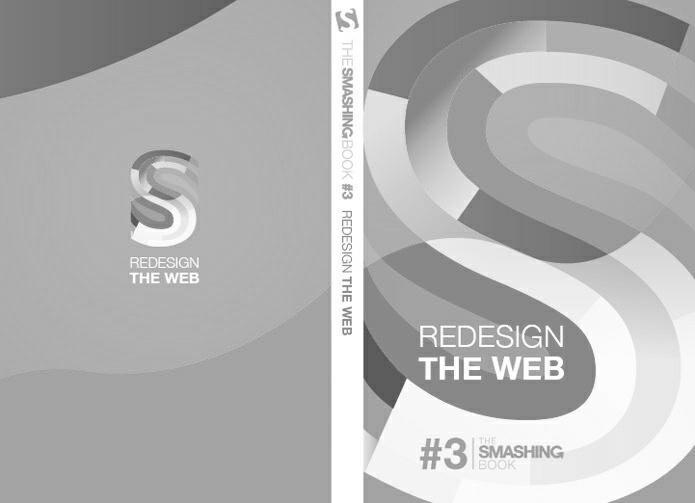 REDESIGN
THE WEB
THE SMASHING BOOK #3 REDESIGN THE WEB
REDESIGN
THE WEB
#3 THE
SMASHING
BOOK